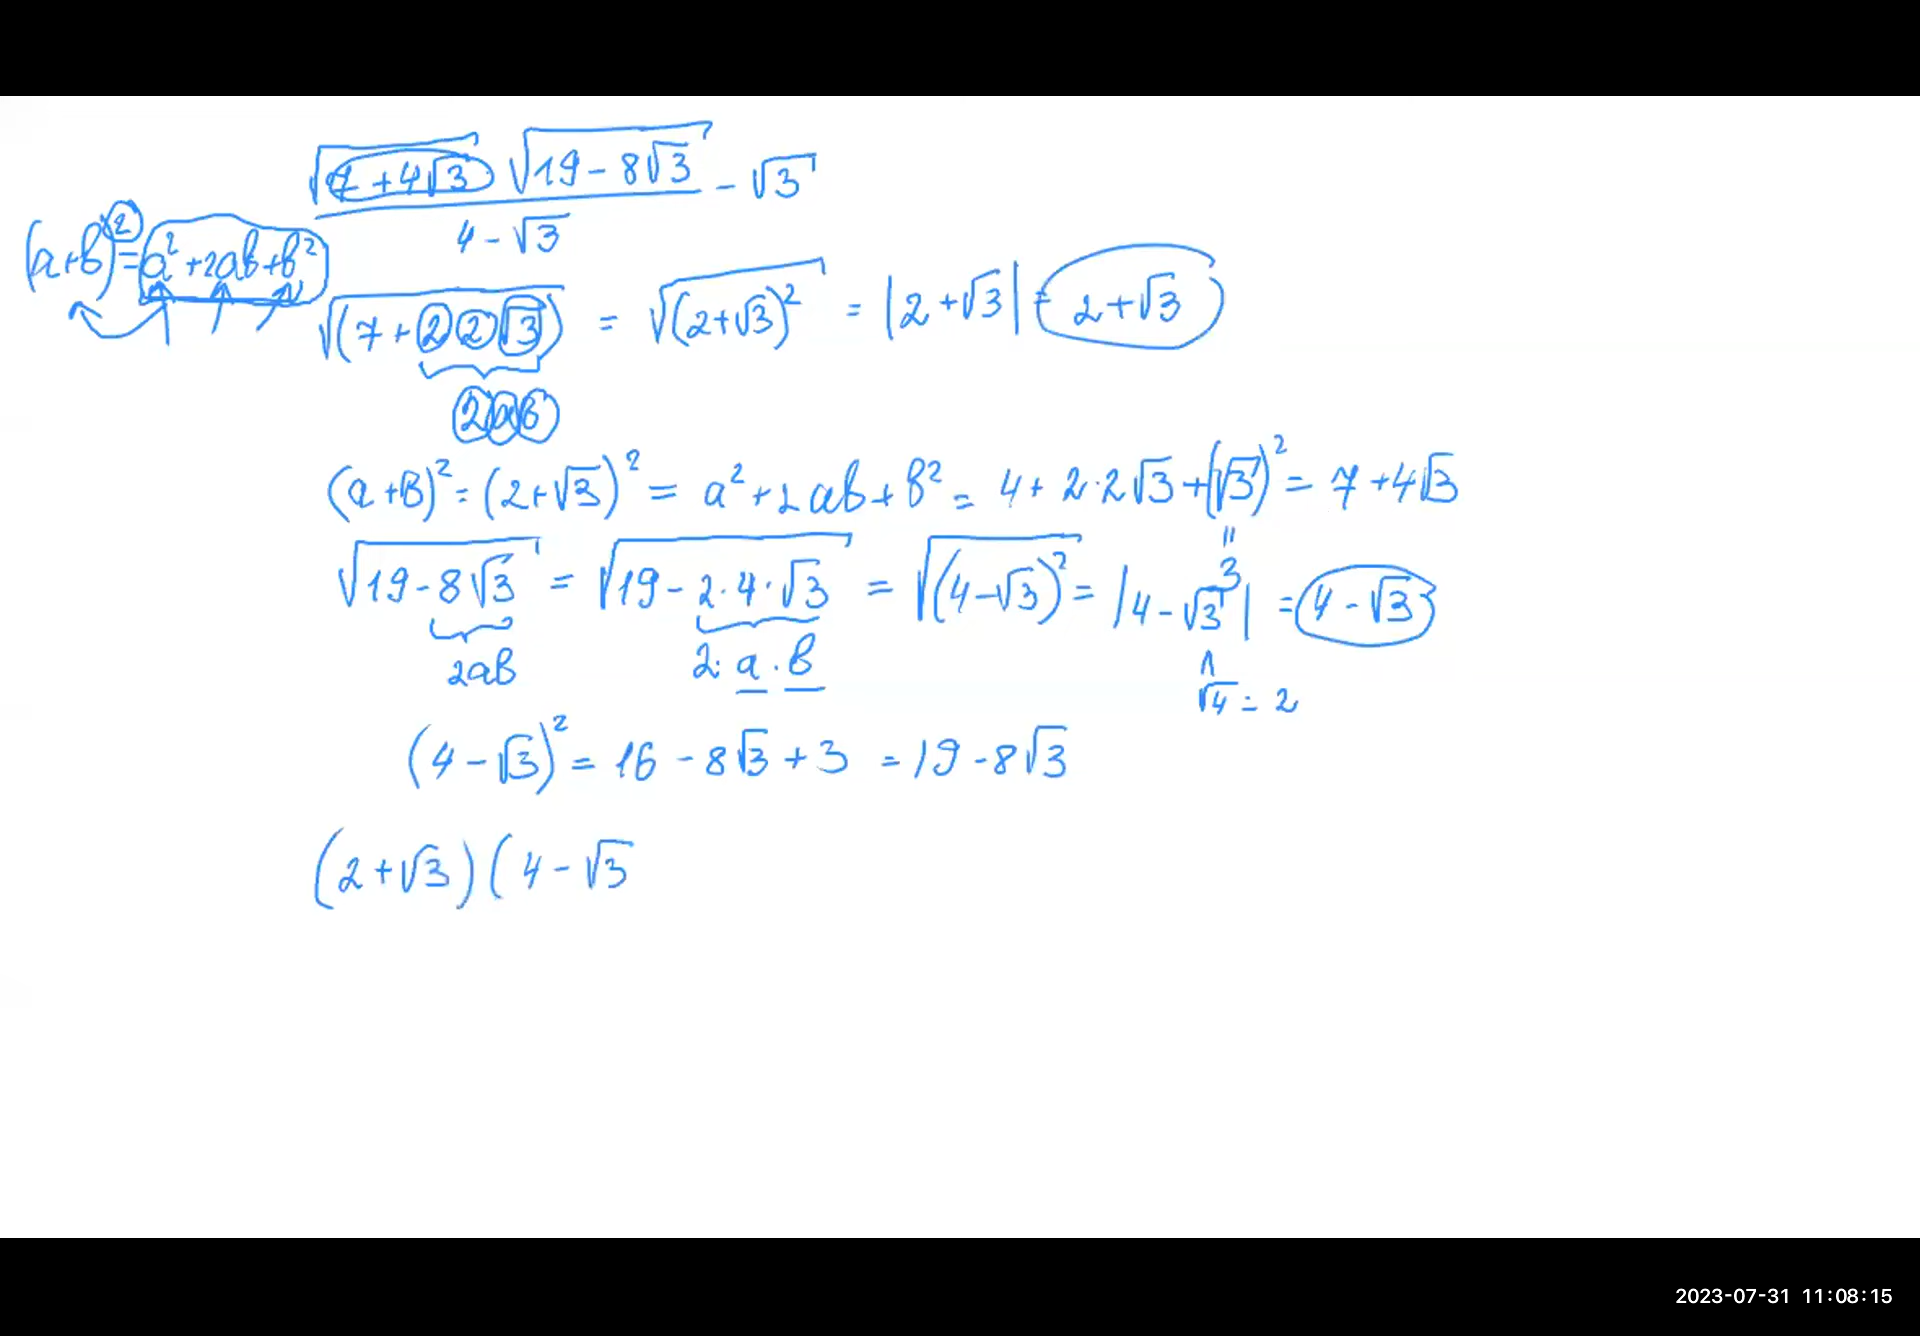 √(7 + 4√3) √(19 - 8√3) - √3
4 - √3
(a+b)² = a² + 2ab + b²
√(7 + 2 2 √3) = √(2+√3)² = |2 + √3| = 2 + √3
2ab
(a+b)² = (2+√3)² = a² + 2ab + b² = 4 + 2·2√3 + (√3)² = 7 + 4√3
"
3
√(19 - 8√3) = √(19 - 2·4·√3) = √(4-√3)² = |4 - √3| = 4 - √3
2ab 2·a·b
∧
√4 = 2
(4 - √3)² = 16 - 8√3 + 3 = 19 - 8√3
(2 + √3)(4 - √3
2023-07-31 11:08:15